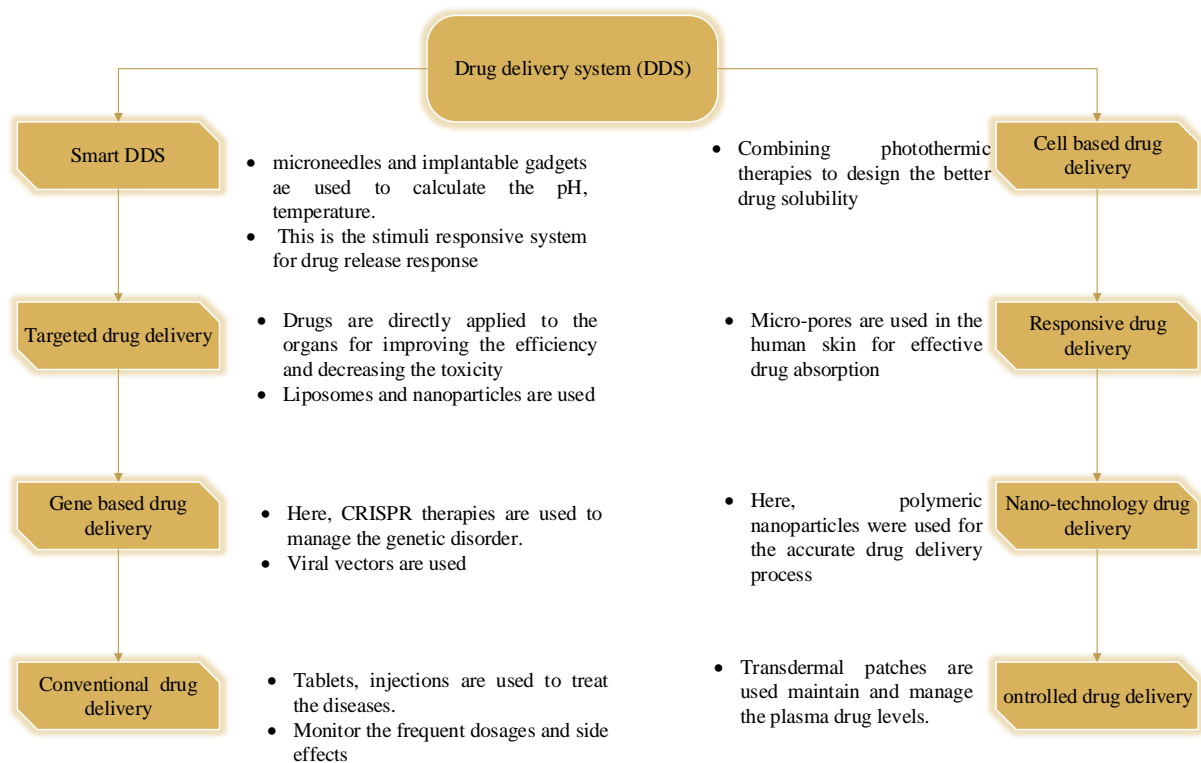 Drug delivery system (DDS)
Smart DDS
microneedles and implantable gadgets
ae used to calculate the pH,
temperature.
This is the stimuli responsive system
for drug release response
Targeted drug delivery
Drugs are directly applied to the
organs for improving the efficiency
and decreasing the toxicity
Liposomes and nanoparticles are used
Gene based drug
delivery
Here, CRISPR therapies are used to
manage the genetic disorder.
Viral vectors are used
Conventional drug
delivery
Tablets, injections are used to treat
the diseases.
Monitor the frequent dosages and side
effects
Combining photothermic
therapies to design the better
drug solubility
Cell based drug
delivery
Micro-pores are used in the
human skin for effective
drug absorption
Responsive drug
delivery
Here, polymeric
nanoparticles were used for
the accurate drug delivery
process
Nano-technology drug
delivery
Transdermal patches are
used maintain and manage
the plasma drug levels.
ontrolled drug delivery